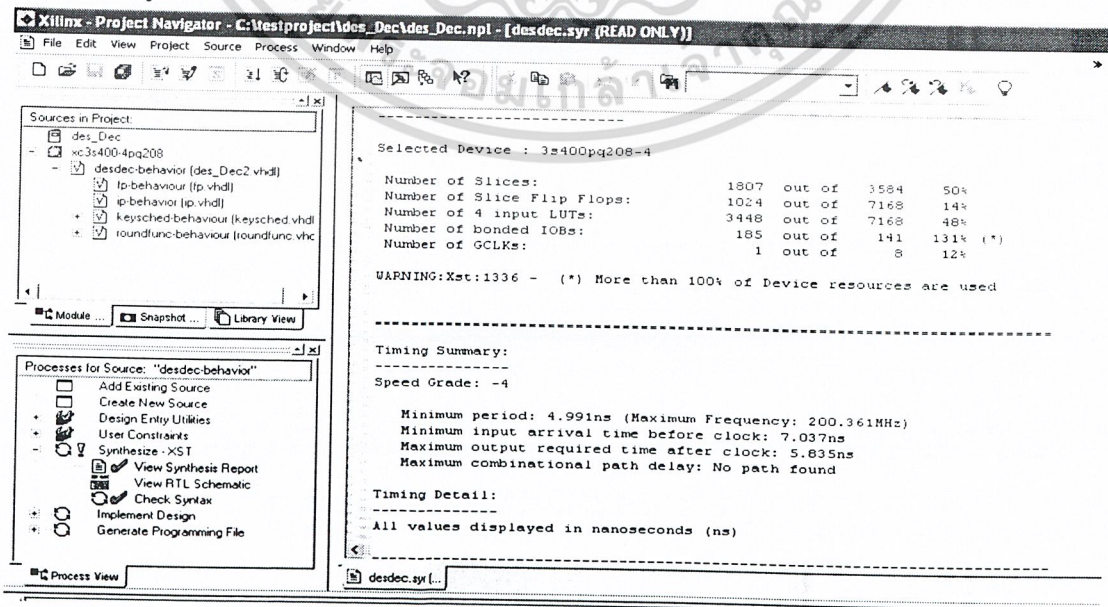 Xilinx - Project Navigator - C:\testproject\des_Dec\des_Dec.npl - [desdec.syr (READ ONLY)]
File Edit View Project Source Process Window Help
Sources in Project:
des_Dec
xc3s400-4pq208
desdec-behavior (des_Dec2.vhdl)
fp-behaviour (fp.vhdl)
ip-behavior (ip.vhdl)
keysched-behaviour (keysched.vhdl
roundfunc-behaviour (roundfunc.vhc
Module ... Snapshot ... Library View
Processes for Source: "desdec-behavior"
Add Existing Source
Create New Source
Design Entry Utilities
User Constraints
Synthesize - XST
View Synthesis Report
View RTL Schematic
Check Syntax
Implement Design
Generate Programming File
Process View
Selected Device : 3s400pq208-4
Number of Slices: 1807 out of 3584 50%
Number of Slice Flip Flops: 1024 out of 7168 14%
Number of 4 input LUTs: 3448 out of 7168 48%
Number of bonded IOBs: 185 out of 141 131% (*)
Number of GCLKs: 1 out of 8 12%
WARNING:Xst:1336 - (*) More than 100% of Device resources are used
Timing Summary:
Speed Grade: -4
Minimum period: 4.991ns (Maximum Frequency: 200.361MHz)
Minimum input arrival time before clock: 7.037ns
Maximum output required time after clock: 5.835ns
Maximum combinational path delay: No path found
Timing Detail:
All values displayed in nanoseconds (ns)
desdec.syr (...